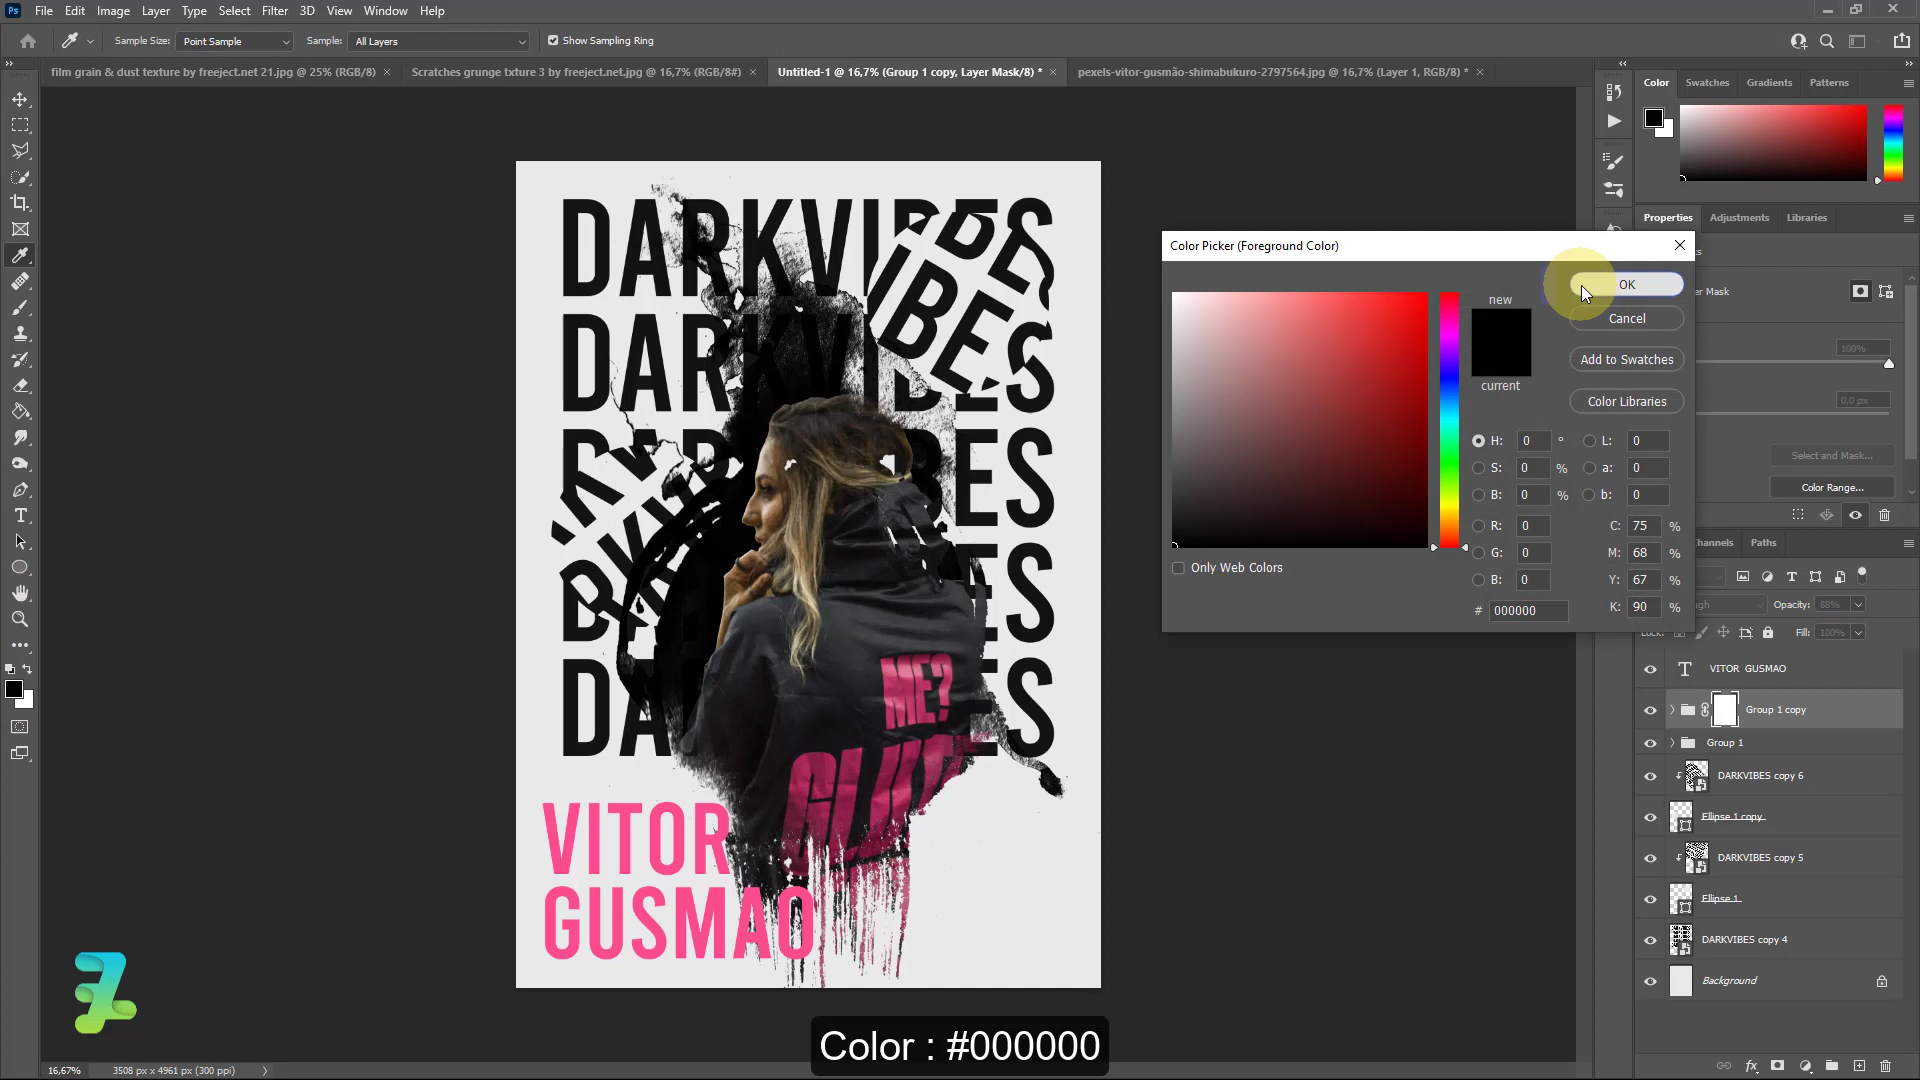 Ps File Edit Image Layer Type Select Filter 3D View Window Help
Sample Size: Point Sample Sample: All Layers Show Sampling Ring
film grain & dust texture by freeject.net 21.jpg @ 25% (RGB/8) × Scratches grunge txture 3 by freeject.net.jpg @ 16,7% (RGB/8#) × Untitled-1 @ 16,7% (Group 1 copy, Layer Mask/8) * × pexels-vitor-gusmão-shimabukuro-2797564.jpg @ 16,7% (Layer 1, RGB/8) * ×
Color Swatches Gradients Patterns
Properties Adjustments Libraries
Color Picker (Foreground Color)
OK
new
Cancel
Add to Swatches
current
Color Libraries
H: 0 ° L: 0
S: 0 % a: 0
B: 0 % b: 0
R: 0 C: 75 %
G: 0 M: 68 %
B: 0 Y: 67 %
# 000000 K: 90 %
Only Web Colors
100%
0,0 px
Select and Mask...
Color Range...
Paths
Opacity: 88%
Lock: Fill: 100%
VITOR GUSMAO
Group 1 copy
Group 1
DARKVIBES copy 6
Ellipse 1 copy
DARKVIBES copy 5
Ellipse 1
DARKVIBES copy 4
Background
DARKVIBES
VIBES
ME?
VITOR
GUSMAO
Color : #000000
16,67% 3508 px x 4961 px (300 ppi)